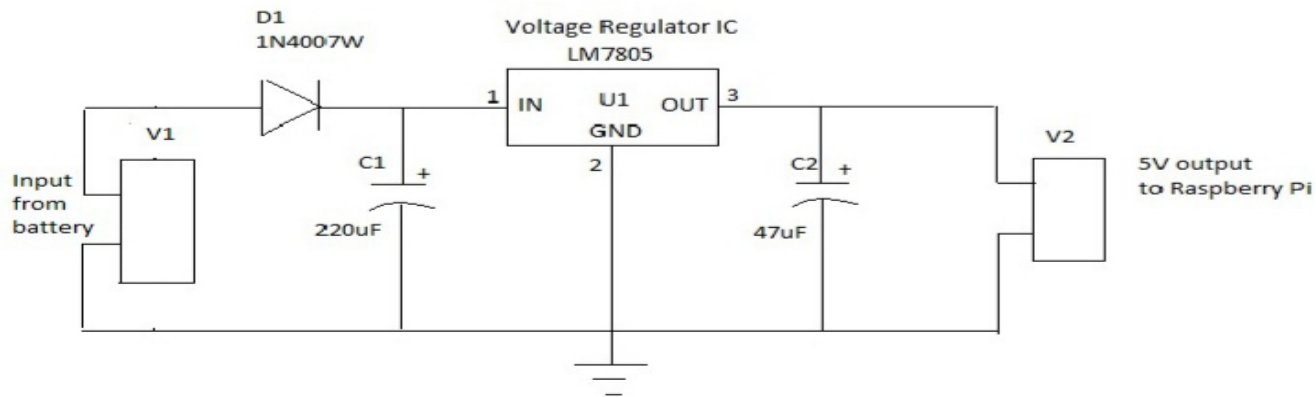 D1
1N4007W
Voltage Regulator IC
LM7805
1
IN
U1
OUT
3
GND
2
V1
Input
from
battery
C1
+
220uF
C2
+
47uF
V2
5V output
to Raspberry Pi